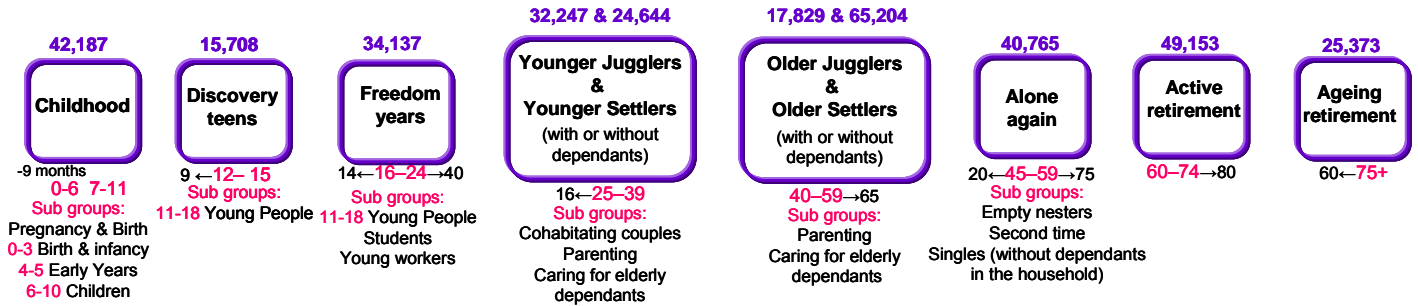 42,187
Childhood
-9 months
0-6 7-11
Sub groups:
Pregnancy & Birth
0-3 Birth & infancy
4-5 Early Years
6-10 Children
15,708
Discovery
teens
9 ←12– 15
Sub groups:
11-18 Young People
34,137
Freedom
years
14←16–24→40
Sub groups:
11-18 Young People
Students
Young workers
32,247 & 24,644
Younger Jugglers
&
Younger Settlers
(with or without
dependants)
16←25–39
Sub groups:
Cohabitating couples
Parenting
Caring for elderly
dependants
17,829 & 65,204
Older Jugglers
&
Older Settlers
(with or without
dependants)
40–59→65
Sub groups:
Parenting
Caring for elderly
dependants
40,765
Alone
again
20←45–59→75
Sub groups:
Empty nesters
Second time
Singles (without dependants
in the household)
49,153
Active
retirement
60–74→80
25,373
Ageing
retirement
60←75+